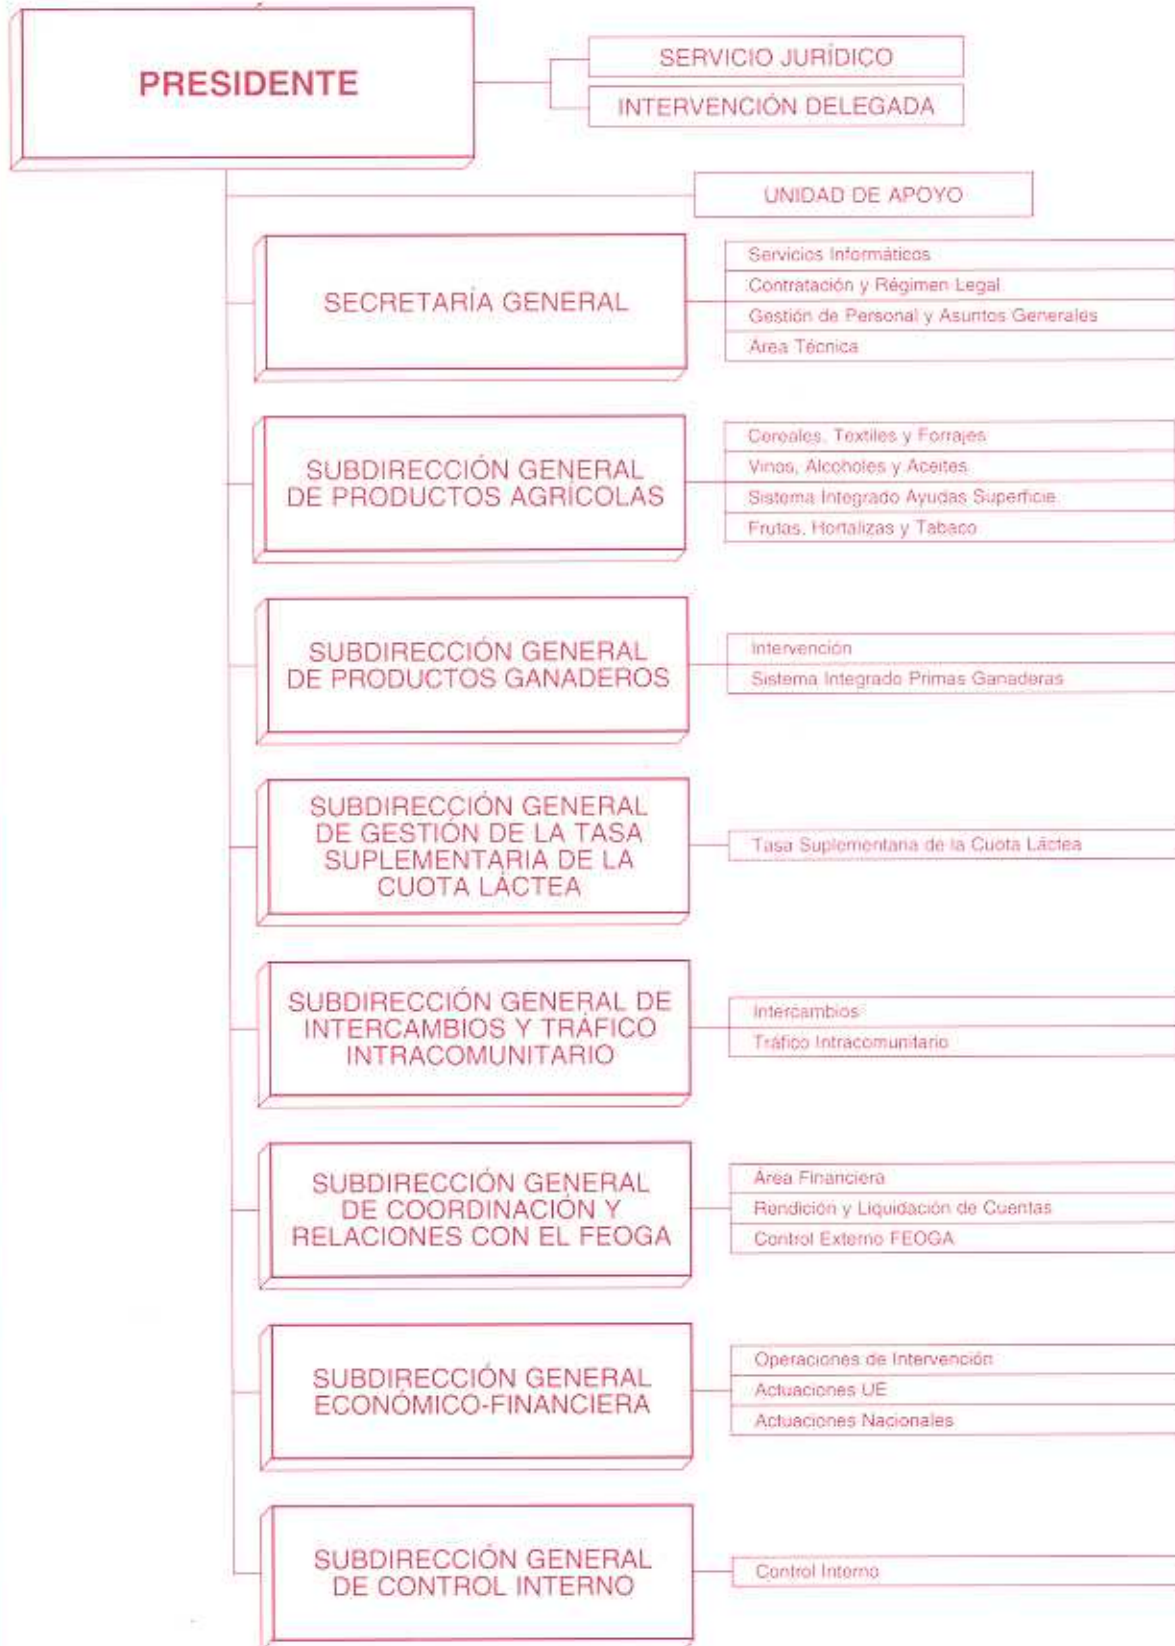 PRESIDENTE
SERVICIO JURÍDICO
INTERVENCIÓN DELEGADA
UNIDAD DE APOYO
SECRETARÍA GENERAL
Servicios Informáticos
Contratación y Régimen Legal
Gestión de Personal y Asuntos Generales
Área Técnica
SUBDIRECCIÓN GENERAL
DE PRODUCTOS AGRÍCOLAS
Cereales, Textiles y Forrajes
Vinos, Alcoholes y Aceites
Sistema Integrado Ayudas Superficie
Frutas, Hortalizas y Tabaco
SUBDIRECCIÓN GENERAL
DE PRODUCTOS GANADEROS
Intervención
Sistema Integrado Primas Ganaderas
SUBDIRECCIÓN GENERAL
DE GESTIÓN DE LA TASA
SUPLEMENTARIA DE LA
CUOTA LÁCTEA
Tasa Suplementaria de la Cuota Láctea
SUBDIRECCIÓN GENERAL DE
INTERCAMBIOS Y TRÁFICO
INTRACOMUNITARIO
Intercambios
Tráfico Intracomunitario
SUBDIRECCIÓN GENERAL
DE COORDINACIÓN Y
RELACIONES CON EL FEOGA
Área Financiera
Rendición y Liquidación de Cuentas
Control Externo FEOGA
SUBDIRECCIÓN GENERAL
ECONÓMICO-FINANCIERA
Operaciones de Intervención
Actuaciones UE
Actuaciones Nacionales
SUBDIRECCIÓN GENERAL
DE CONTROL INTERNO
Control Interno